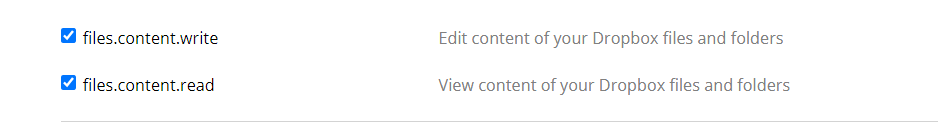 files.content.write Edit content of your Dropbox files and folders
files.content.read View content of your Dropbox files and folders